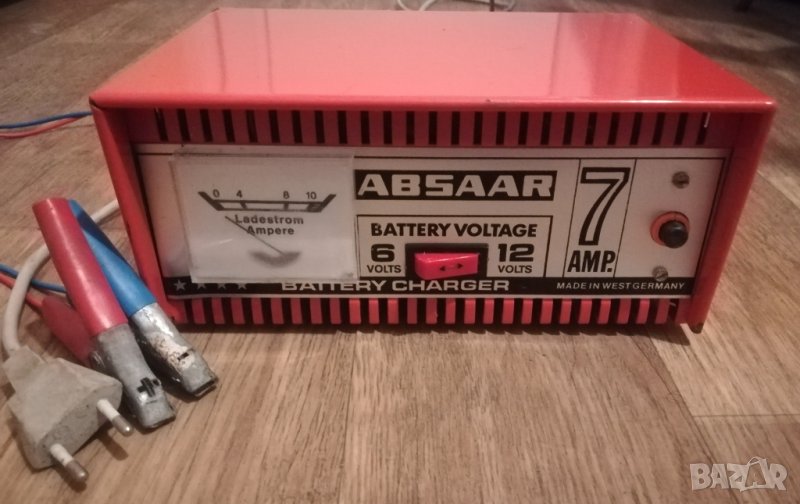 0 4 8 10
Ladestrom
Ampere
ABSAAR
BATTERY VOLTAGE
6 VOLTS
12 VOLTS
7
AMP.
BATTERY CHARGER
MADE IN WEST GERMANY
BAZAR